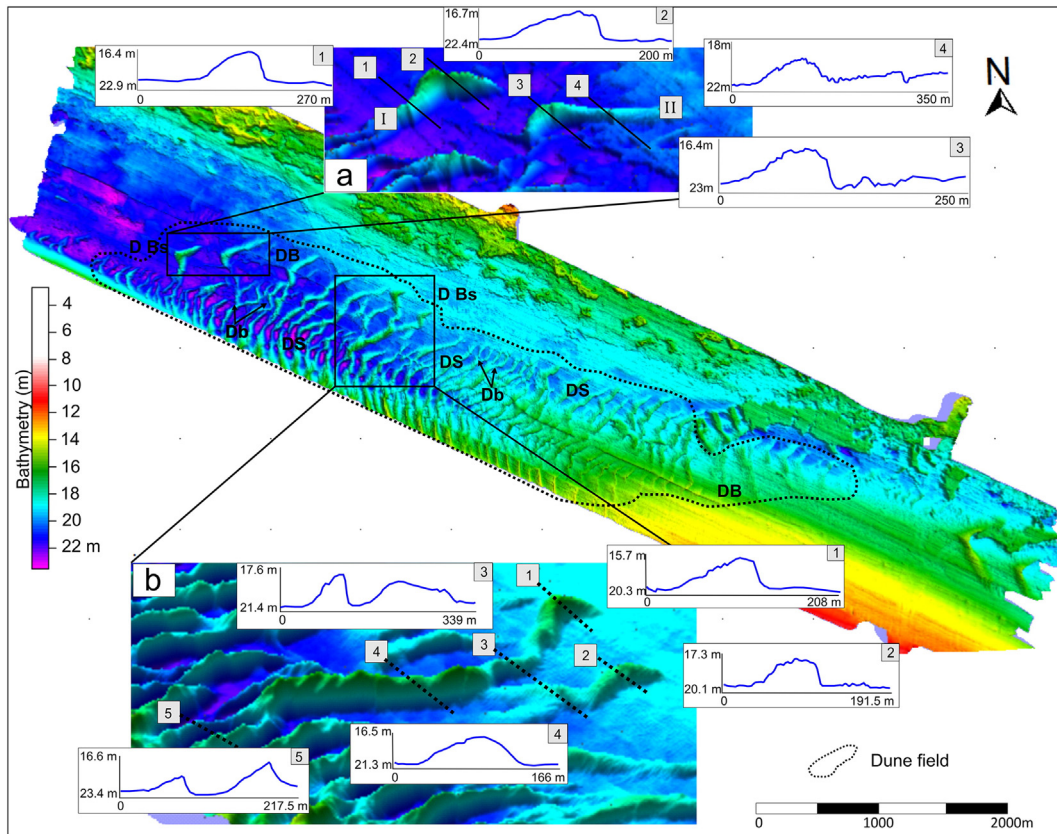 16.7 m
2
22.4 m
200 m
16.4 m
1
22.9 m
0
270 m
18m
4
22m
0
350 m
N
1
2
3
4
I
II
a
16.4 m
3
23m
0
250 m
D Bs
DB
D Bs
Db
DS
DS
Db
DS
DB
Bathymetry (m)
4
6
8
10
12
14
16
18
20
22 m
b
17.6 m
3
21.4 m
0
339 m
1
15.7 m
1
20.3 m
0
208 m
4
3
2
17.3 m
2
20.1 m
0
191.5 m
5
16.6 m
5
23.4 m
0
217.5 m
16.5 m
4
21.3 m
0
166 m
Dune field
0
1000
2000m